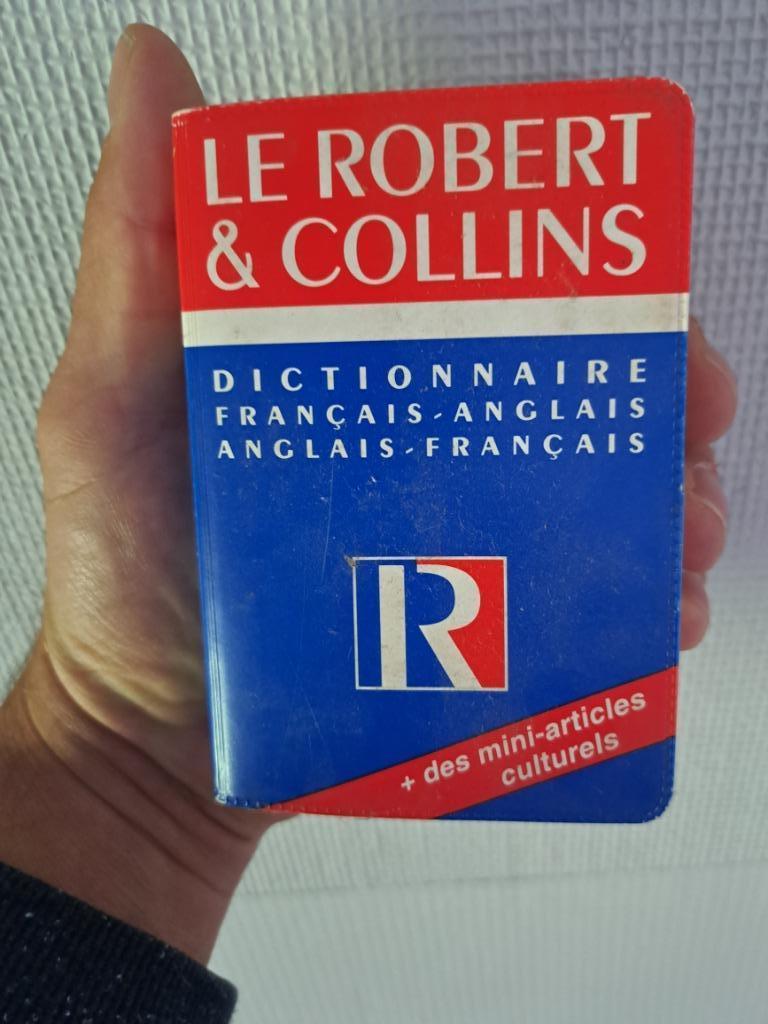 LE ROBERT
& COLLINS
DICTIONNAIRE
FRANÇAIS-ANGLAIS
ANGLAIS-FRANÇAIS
R
+ des mini-articles
culturels